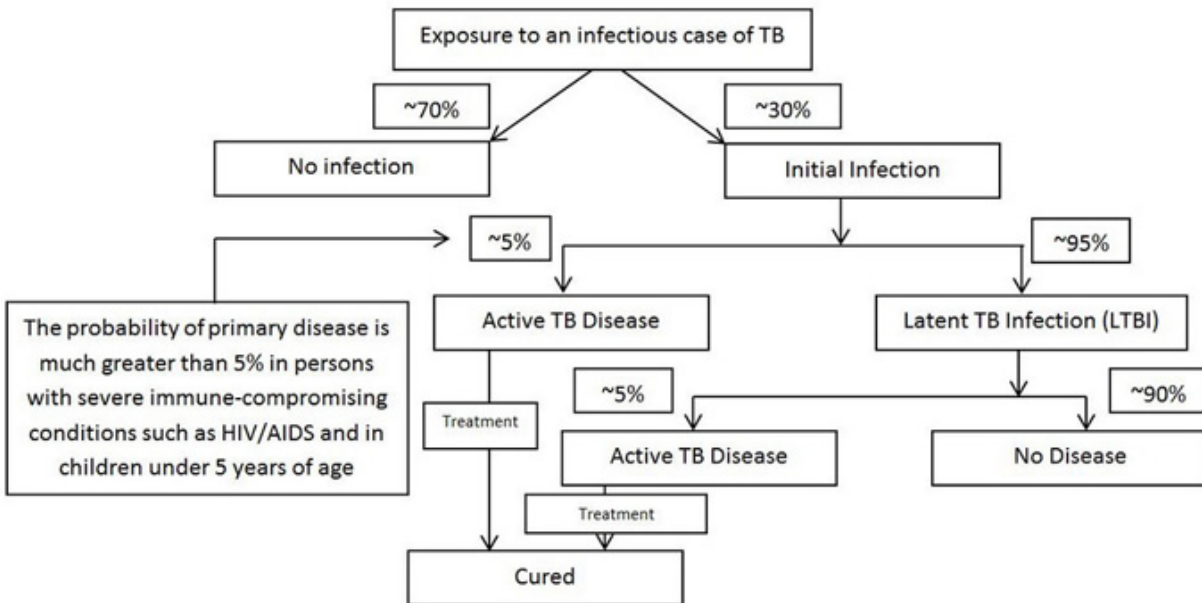 Exposure to an infectious case of TB
~70%
~30%
No infection
Initial Infection
~5%
~95%
The probability of primary disease is
much greater than 5% in persons
with severe immune-compromising
conditions such as HIV/AIDS and in
children under 5 years of age
Active TB Disease
Latent TB Infection (LTBI)
~5%
~90%
Treatment
Active TB Disease
No Disease
Treatment
Cured